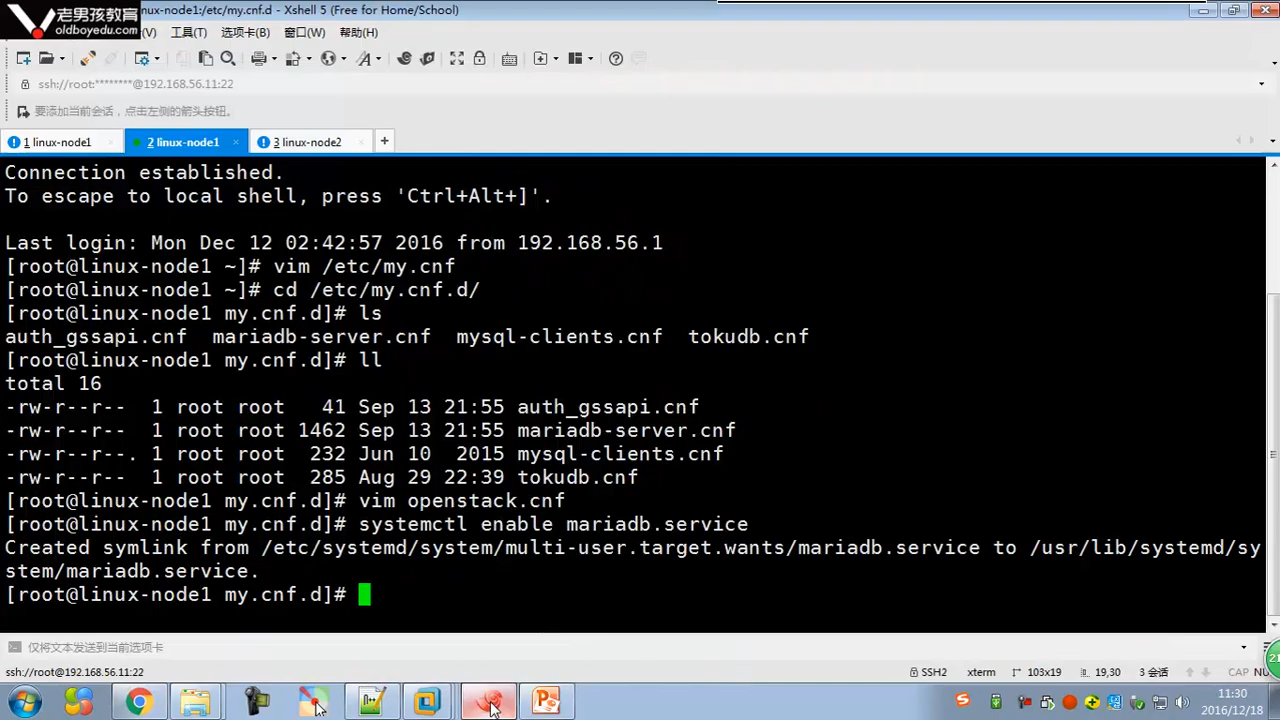 老男孩教育
oldboyedu.com
inux-node1:/etc/my.cnf.d - Xshell 5 (Free for Home/School)
(V) 工具(T) 选项卡(B) 窗口(W) 帮助(H)
ssh://root:********@192.168.56.11:22
要添加当前会话，点击左侧的箭头按钮。
1 linux-node1 2 linux-node1 3 linux-node2
Connection established.
To escape to local shell, press 'Ctrl+Alt+]'.
Last login: Mon Dec 12 02:42:57 2016 from 192.168.56.1
[root@linux-node1 ~]# vim /etc/my.cnf
[root@linux-node1 ~]# cd /etc/my.cnf.d/
[root@linux-node1 my.cnf.d]# ls
auth_gssapi.cnf mariadb-server.cnf mysql-clients.cnf tokudb.cnf
[root@linux-node1 my.cnf.d]# ll
total 16
-rw-r--r-- 1 root root 41 Sep 13 21:55 auth_gssapi.cnf
-rw-r--r-- 1 root root 1462 Sep 13 21:55 mariadb-server.cnf
-rw-r--r--. 1 root root 232 Jun 10 2015 mysql-clients.cnf
-rw-r--r-- 1 root root 285 Aug 29 22:39 tokudb.cnf
[root@linux-node1 my.cnf.d]# vim openstack.cnf
[root@linux-node1 my.cnf.d]# systemctl enable mariadb.service
Created symlink from /etc/systemd/system/multi-user.target.wants/mariadb.service to /usr/lib/systemd/sy
stem/mariadb.service.
[root@linux-node1 my.cnf.d]#
仅将文本发送到当前选项卡
ssh://root@192.168.56.11:22 SSH2 xterm 103x19 19,30 3 会话 CAP NU
11:30
2016/12/18